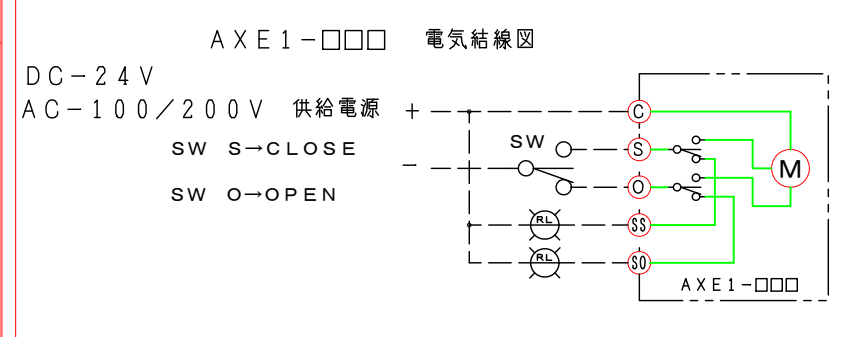 AXE1-□□□ 電気結線図
DC-24V
AC-100/200V 供給電源 +
SW S→CLOSE
-
SW O→OPEN
SW
C
S
O
M
RL
SS
RL
SO
AXE1-□□□